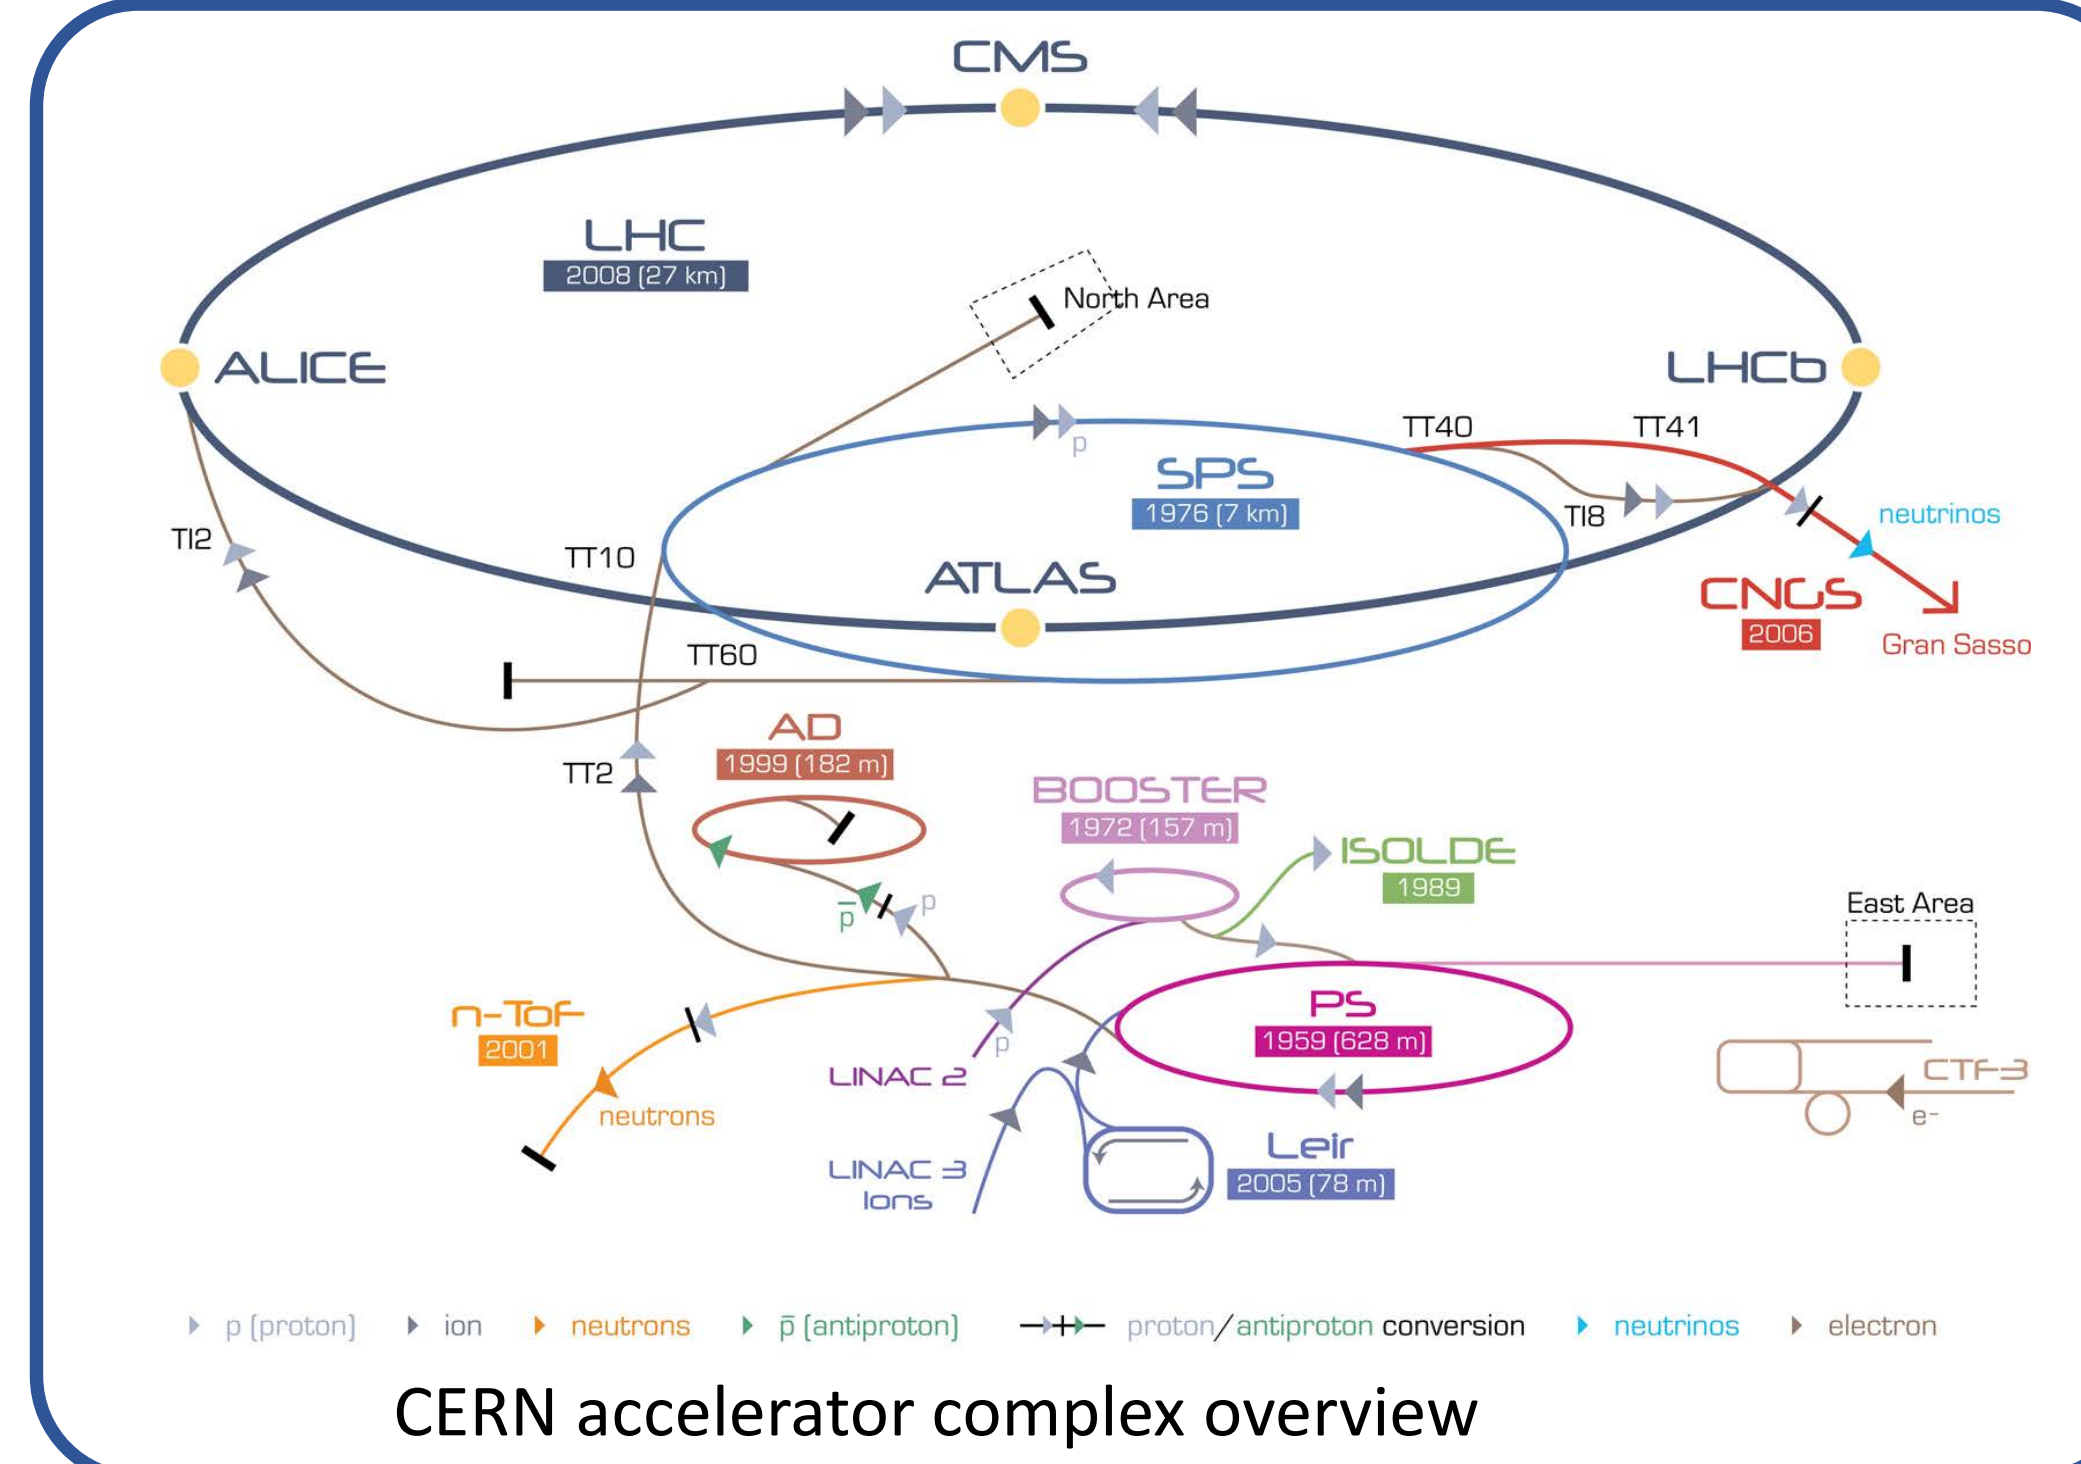 CMS
LHC
2008 (27 km)
North Area
ALICE
LHCb
TT40
TT41
p
SPS
1976 (7 km)
TI8
neutrinos
TI2
TT10
ATLAS
CNGS
2006
Gran Sasso
TT60
AD
1999 (182 m)
TT2
BOOSTER
1972 (157 m)
ISOLDE
1989
East Area
p̄
p
PS
1959 (628 m)
n-ToF
2001
p
LINAC 2
neutrons
CTF3
e-
LINAC 3
Ions
Leir
2005 (78 m)
p (proton)
ion
neutrons
p̄ (antiproton)
proton/antiproton conversion
neutrinos
electron
CERN accelerator complex overview